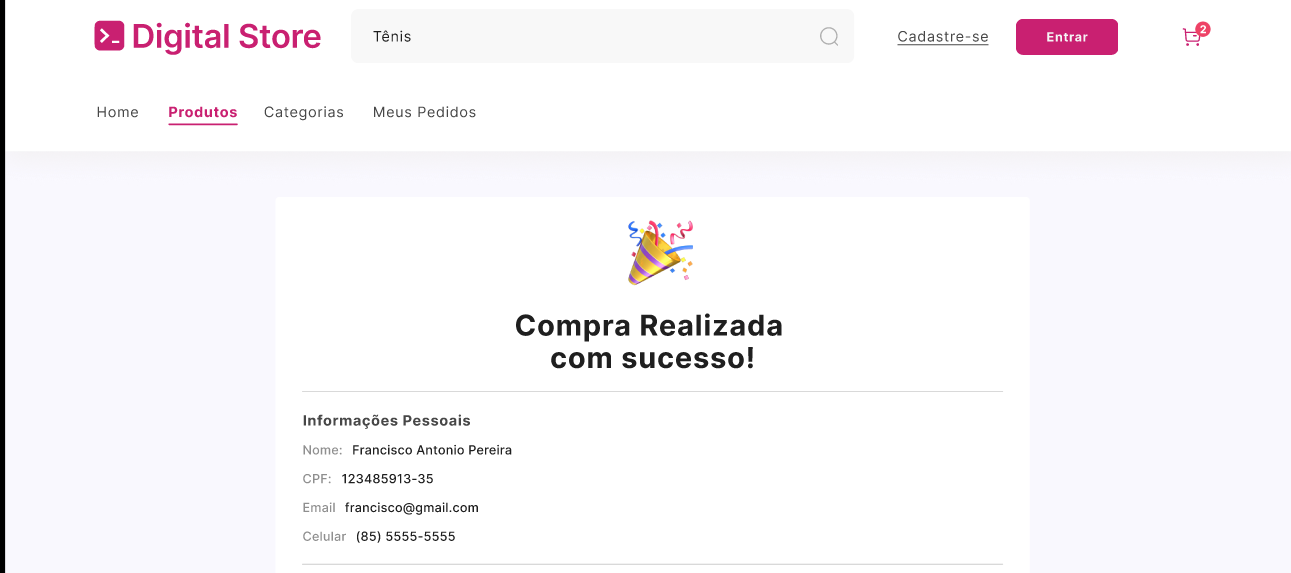 Digital Store
Tênis
Cadastre-se
Entrar
2
Home Produtos Categorias Meus Pedidos
Compra Realizada
com sucesso!
Informações Pessoais
Nome: Francisco Antonio Pereira
CPF: 123485913-35
Email francisco@gmail.com
Celular (85) 5555-5555